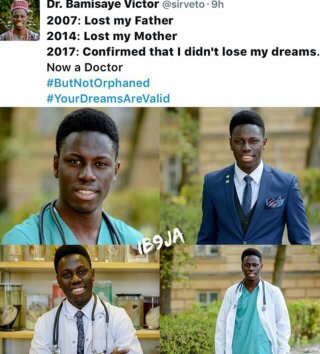 Dr. Bamisaye Victor @sirveto · 9h
2007: Lost my Father
2014: Lost my Mother
2017: Confirmed that I didn't lose my dreams.
Now a Doctor
#ButNotOrphaned
#YourDreamsAreValid
IB9JA